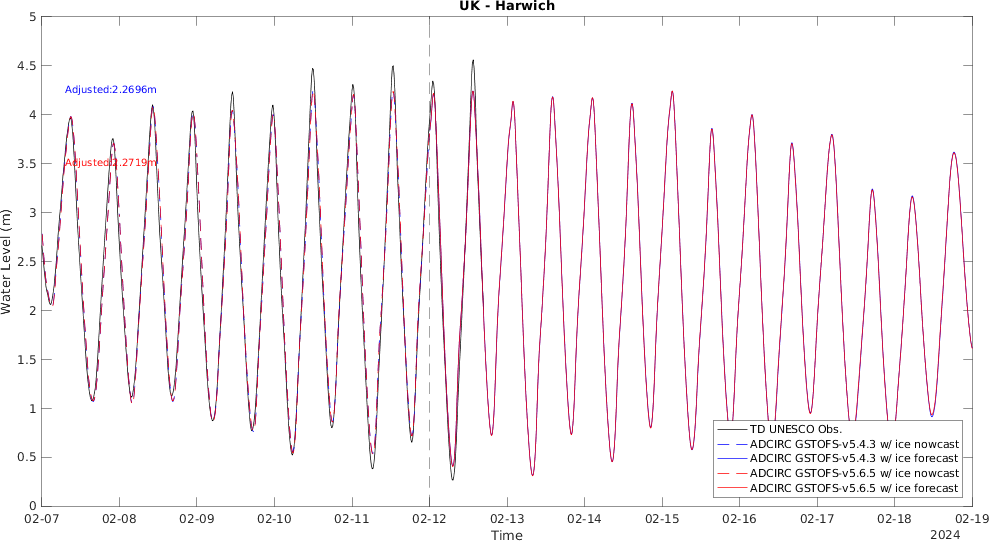 UK - Harwich
5
4.5
4
3.5
3
2.5
2
1.5
1
0.5
0
Water Level (m)
Adjusted:2.2696m
Adjusted:2.2719m
TD UNESCO Obs.
ADCIRC GSTOFS-v5.4.3 w/ ice nowcast
ADCIRC GSTOFS-v5.4.3 w/ ice forecast
ADCIRC GSTOFS-v5.6.5 w/ ice nowcast
ADCIRC GSTOFS-v5.6.5 w/ ice forecast
02-07 02-08 02-09 02-10 02-11 02-12 02-13 02-14 02-15 02-16 02-17 02-18 02-19
Time
2024